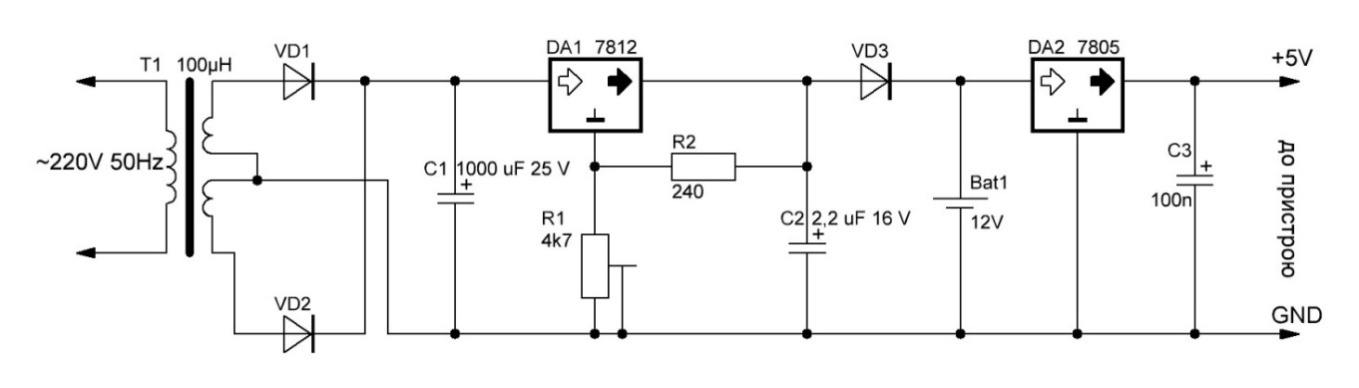 T1 100µH
VD1
DA1 7812
VD3
DA2 7805
+5V
~220V 50Hz
C1 1000 uF 25 V
+
R2
240
R1
4k7
C2 2,2 uF 16 V
+
Bat1
12V
C3
+
100n
до пристрою
VD2
GND